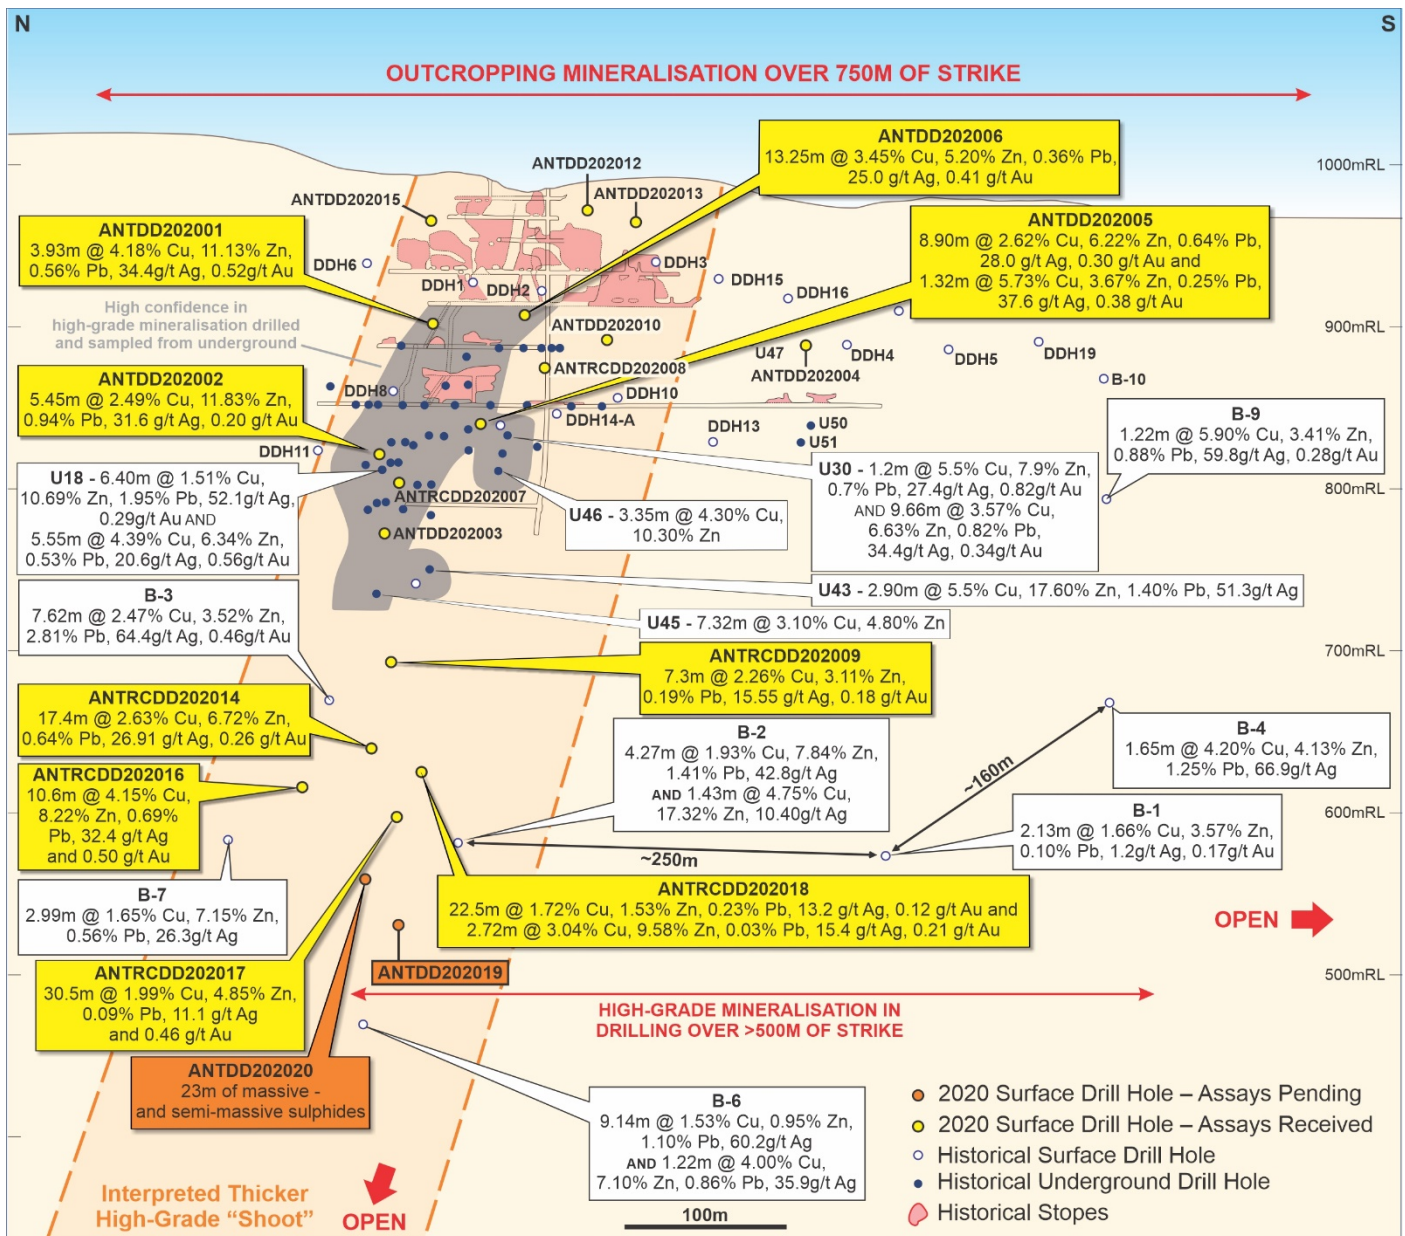 N
S
OUTCROPPING MINERALISATION OVER 750M OF STRIKE
ANTDD202006
13.25m @ 3.45% Cu, 5.20% Zn, 0.36% Pb,
25.0 g/t Ag, 0.41 g/t Au
1000mRL
ANTDD202012
ANTDD202013
ANTDD202015
ANTDD202001
3.93m @ 4.18% Cu, 11.13% Zn,
0.56% Pb, 34.4g/t Ag, 0.52g/t Au
ANTDD202005
8.90m @ 2.62% Cu, 6.22% Zn, 0.64% Pb,
28.0 g/t Ag, 0.30 g/t Au and
1.32m @ 5.73% Cu, 3.67% Zn, 0.25% Pb,
37.6 g/t Ag, 0.38 g/t Au
DDH6
DDH1
DDH2
DDH3
DDH15
DDH16
High confidence in
high-grade mineralisation drilled
and sampled from underground
900mRL
ANTDD202010
U47
ANTDD202004
DDH4
DDH5
DDH19
B-10
ANTRCDD202008
ANTDD202002
5.45m @ 2.49% Cu, 11.83% Zn,
0.94% Pb, 31.6 g/t Ag, 0.20 g/t Au
DDH8
DDH10
DDH14-A
DDH13
U50
U51
DDH11
B-9
1.22m @ 5.90% Cu, 3.41% Zn,
0.88% Pb, 59.8g/t Ag, 0.28g/t Au
U18 - 6.40m @ 1.51% Cu,
10.69% Zn, 1.95% Pb, 52.1g/t Ag,
0.29g/t Au AND
5.55m @ 4.39% Cu, 6.34% Zn,
0.53% Pb, 20.6g/t Ag, 0.56g/t Au
ANTRCDD202007
ANTDD202003
U46 - 3.35m @ 4.30% Cu,
10.30% Zn
U30 - 1.2m @ 5.5% Cu, 7.9% Zn,
0.7% Pb, 27.4g/t Ag, 0.82g/t Au
AND 9.66m @ 3.57% Cu,
6.63% Zn, 0.82% Pb,
34.4g/t Ag, 0.34g/t Au
800mRL
U43 - 2.90m @ 5.5% Cu, 17.60% Zn, 1.40% Pb, 51.3g/t Ag
B-3
7.62m @ 2.47% Cu, 3.52% Zn,
2.81% Pb, 64.4g/t Ag, 0.46g/t Au
U45 - 7.32m @ 3.10% Cu, 4.80% Zn
ANTRCDD202009
7.3m @ 2.26% Cu, 3.11% Zn,
0.19% Pb, 15.55 g/t Ag, 0.18 g/t Au
700mRL
ANTRCDD202014
17.4m @ 2.63% Cu, 6.72% Zn,
0.64% Pb, 26.91 g/t Ag, 0.26 g/t Au
B-2
4.27m @ 1.93% Cu, 7.84% Zn,
1.41% Pb, 42.8g/t Ag
AND 1.43m @ 4.75% Cu,
17.32% Zn, 10.40g/t Ag
B-4
1.65m @ 4.20% Cu, 4.13% Zn,
1.25% Pb, 66.9g/t Ag
~160m
ANTRCDD202016
10.6m @ 4.15% Cu,
8.22% Zn, 0.69%
Pb, 32.4 g/t Ag
and 0.50 g/t Au
600mRL
B-1
2.13m @ 1.66% Cu, 3.57% Zn,
0.10% Pb, 1.2g/t Ag, 0.17g/t Au
~250m
B-7
2.99m @ 1.65% Cu, 7.15% Zn,
0.56% Pb, 26.3g/t Ag
ANTRCDD202018
22.5m @ 1.72% Cu, 1.53% Zn, 0.23% Pb, 13.2 g/t Ag, 0.12 g/t Au and
2.72m @ 3.04% Cu, 9.58% Zn, 0.03% Pb, 15.4 g/t Ag, 0.21 g/t Au
OPEN
ANTRCDD202017
30.5m @ 1.99% Cu, 4.85% Zn,
0.09% Pb, 11.1 g/t Ag
and 0.46 g/t Au
ANTDD202019
500mRL
HIGH-GRADE MINERALISATION IN
DRILLING OVER >500M OF STRIKE
ANTDD202020
23m of massive -
and semi-massive sulphides
B-6
9.14m @ 1.53% Cu, 0.95% Zn,
1.10% Pb, 60.2g/t Ag
AND 1.22m @ 4.00% Cu,
7.10% Zn, 0.86% Pb, 35.9g/t Ag
2020 Surface Drill Hole – Assays Pending
2020 Surface Drill Hole – Assays Received
Historical Surface Drill Hole
Historical Underground Drill Hole
Historical Stopes
Interpreted Thicker
High-Grade “Shoot”
OPEN
100m